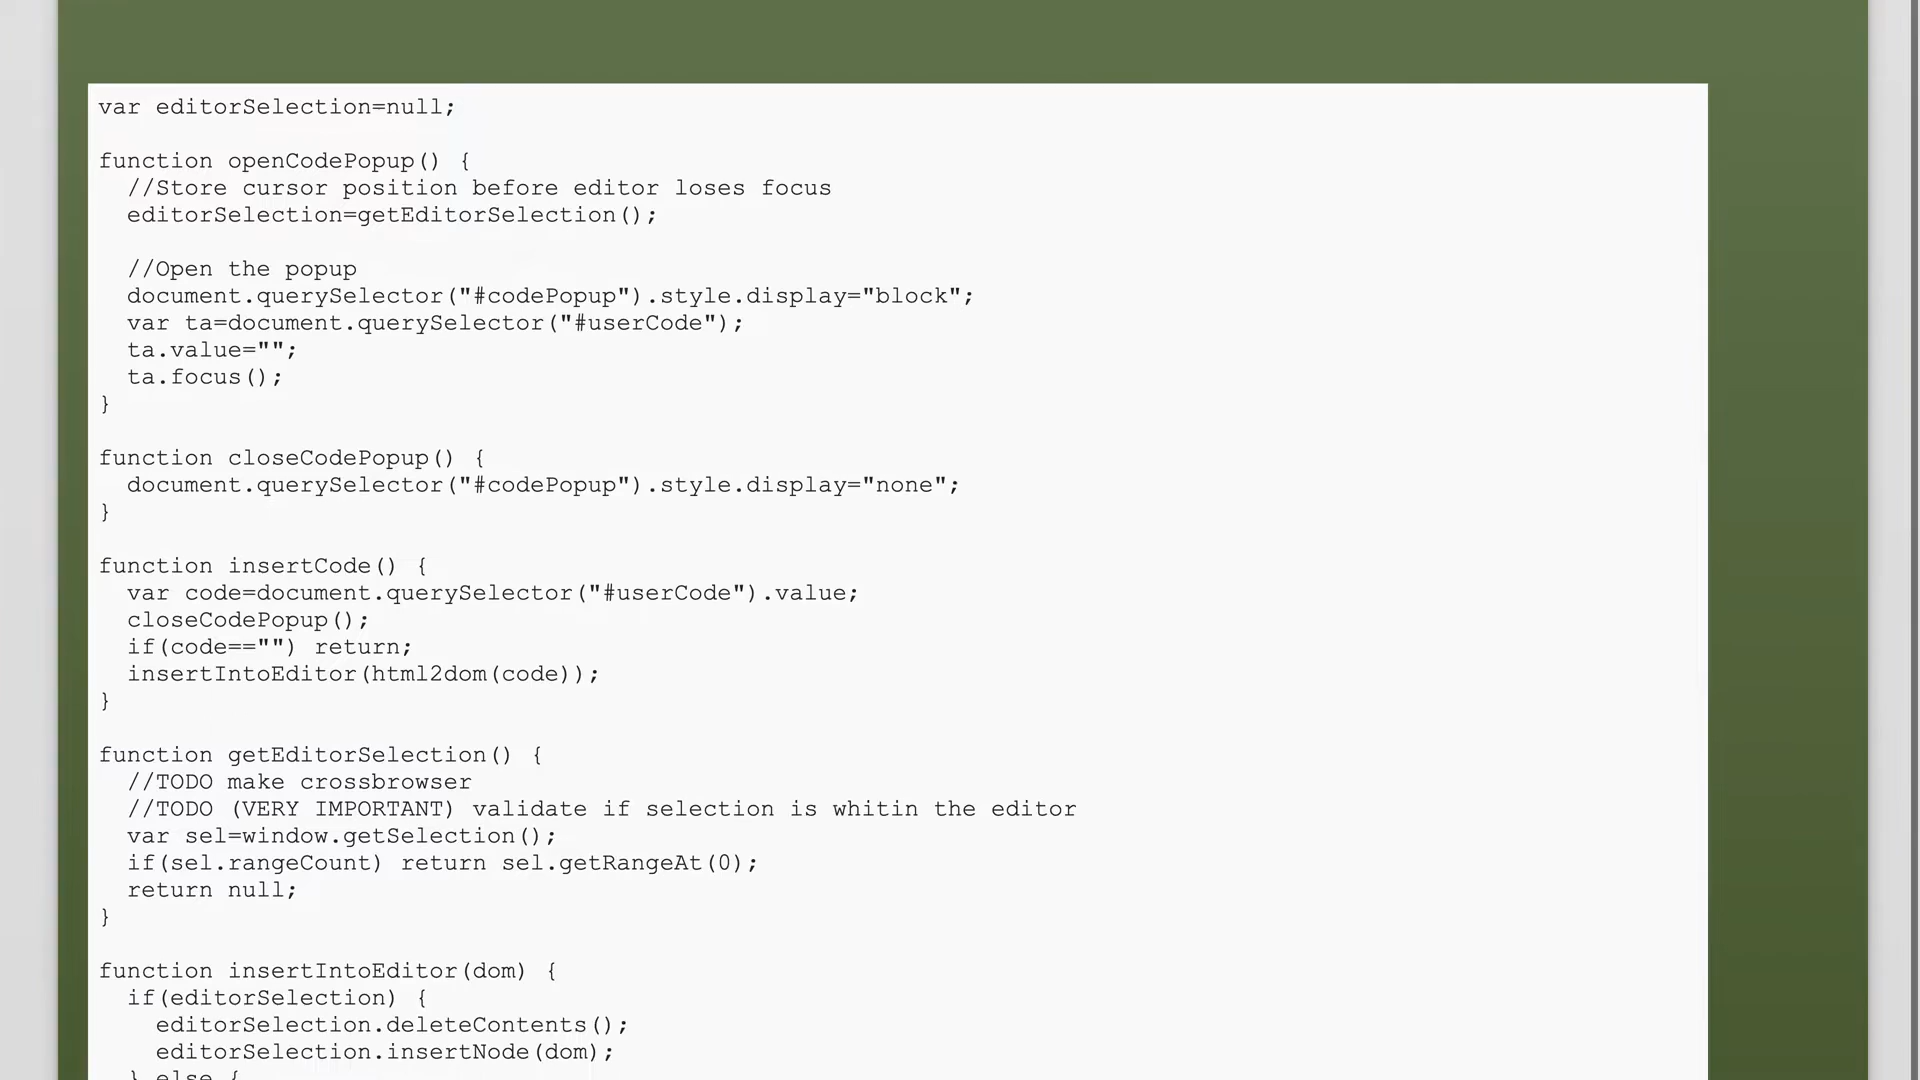 var editorSelection=null;
function openCodePopup() {
//Store cursor position before editor loses focus
editorSelection=getEditorSelection();
//Open the popup
document.querySelector("#codePopup").style.display="block";
var ta=document.querySelector("#userCode");
ta.value="";
ta.focus();
}
function closeCodePopup() {
document.querySelector("#codePopup").style.display="none";
}
function insertCode() {
var code=document.querySelector("#userCode").value;
closeCodePopup();
if(code=="") return;
insertIntoEditor(html2dom(code));
}
function getEditorSelection() {
//TODO make crossbrowser
//TODO (VERY IMPORTANT) validate if selection is whitin the editor
var sel=window.getSelection();
if(sel.rangeCount) return sel.getRangeAt(0);
return null;
}
function insertIntoEditor(dom) {
if(editorSelection) {
editorSelection.deleteContents();
editorSelection.insertNode(dom);
} else {